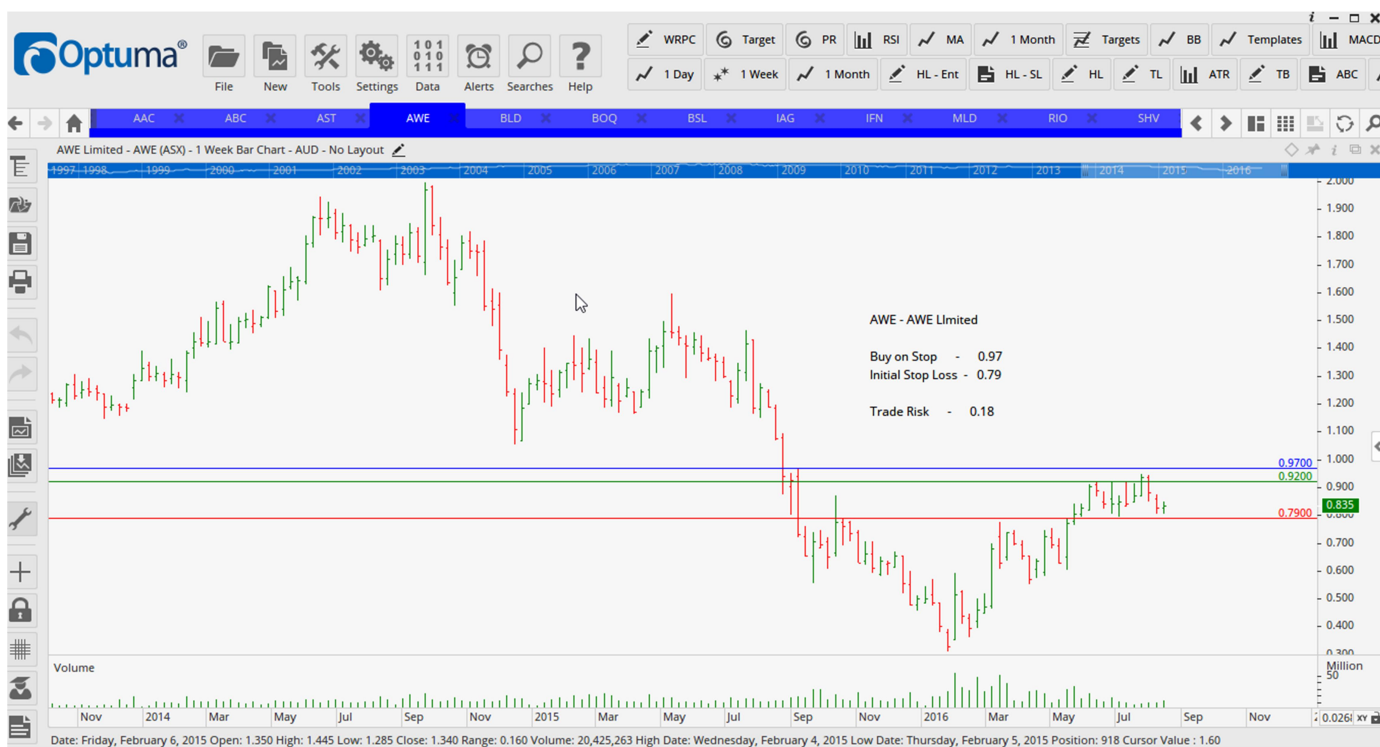 i
Optuma®
File New Tools Settings Data Alerts Searches Help
101
010
111
WRPC Target PR RSI MA 1 Month Targets BB Templates MACD
1 Day 1 Week 1 Month HL - Ent HL - SL HL TL ATR TB ABC
AAC ABC AST AWE BLD BOQ BSL IAG IFN MLD RIO SHV
AWE Limited - AWE (ASX) - 1 Week Bar Chart - AUD - No Layout
1997 1998 1999 2000 2001 2002 2003 2004 2005 2006 2007 2008 2009 2010 2011 2012 2013 2014 2015 2016
2.000
1.900
1.800
1.700
1.600
1.500
AWE - AWE LImited
1.400
Buy on Stop - 0.97
Initial Stop Loss - 0.79
1.300
1.200
Trade Risk - 0.18
1.100
1.000
0.9700
0.9200
0.900
0.835
0.800
0.7900
0.700
0.600
0.500
0.400
0.300
Volume
Million
50
Nov 2014 Mar May Jul Sep Nov 2015 Mar May Jul Sep Nov 2016 Mar May Jul Sep Nov
XY
Date: Friday, February 6, 2015 Open: 1.350 High: 1.445 Low: 1.285 Close: 1.340 Range: 0.160 Volume: 20,425,263 High Date: Wednesday, February 4, 2015 Low Date: Thursday, February 5, 2015 Position: 918 Cursor Value : 1.60